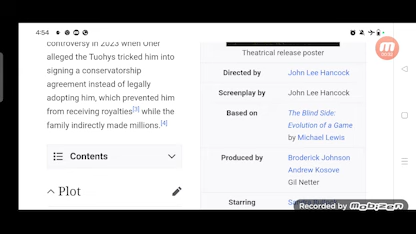 4:54
controversy in 2023 when Oher
alleged the Tuohys tricked him into
signing a conservatorship
agreement instead of legally
adopting him, which prevented him
from receiving royalties[3] while the
family indirectly made millions.[4]
Contents
Plot
Theatrical release poster
Directed by John Lee Hancock
Screenplay by John Lee Hancock
Based on The Blind Side:
Evolution of a Game
by Michael Lewis
Produced by Broderick Johnson
Andrew Kosove
Gil Netter
Starring
Recorded by Mobizen